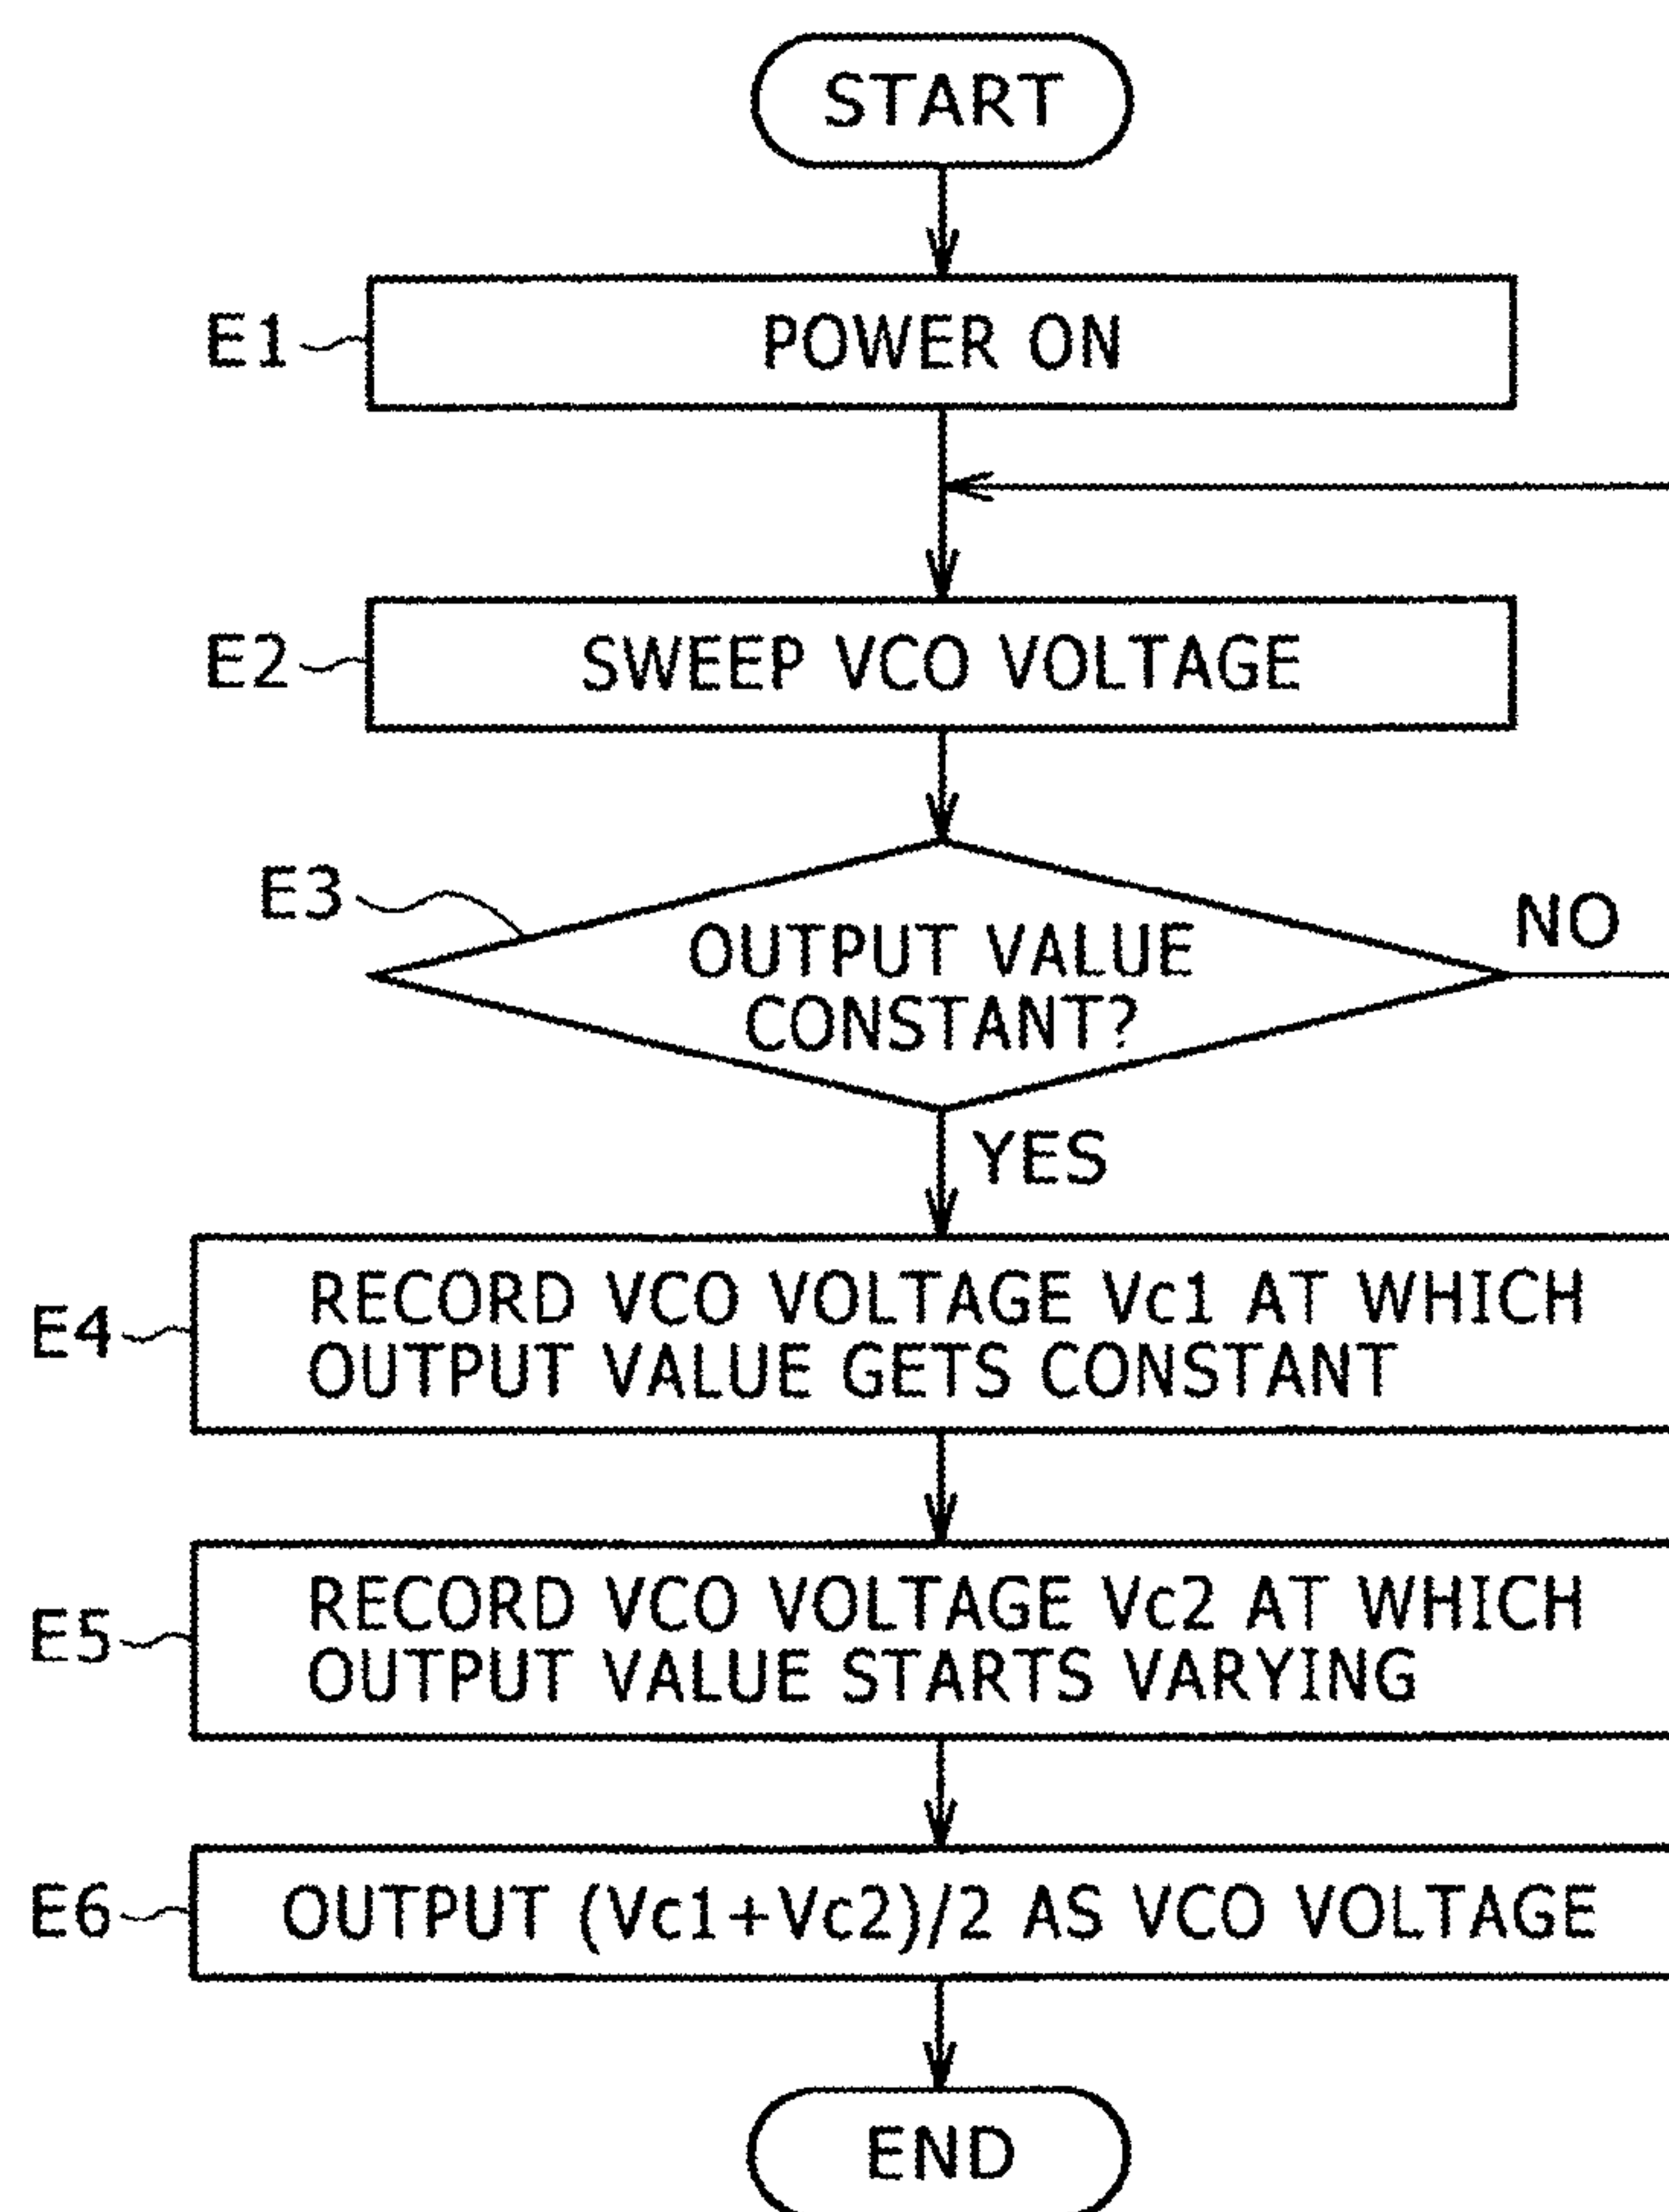 START
E1
POWER ON
E2
SWEEP VCO VOLTAGE
E3
OUTPUT VALUE
CONSTANT?
NO
YES
E4
RECORD VCO VOLTAGE Vc1 AT WHICH
OUTPUT VALUE GETS CONSTANT
E5
RECORD VCO VOLTAGE Vc2 AT WHICH
OUTPUT VALUE STARTS VARYING
E6
OUTPUT (Vc1+Vc2)/2 AS VCO VOLTAGE
END